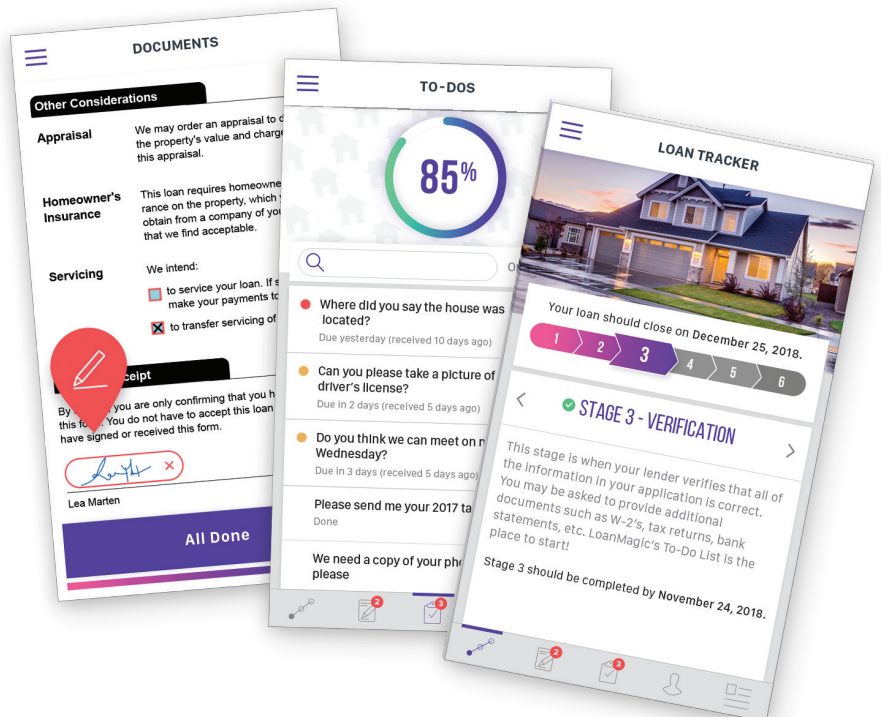 DOCUMENTS
Other Considerations
Appraisal
We may order an appraisal to
the property's value and charge
this appraisal.
Homeowner's
Insurance
This loan requires
rance on the property, which
obtain from a company of
that we find acceptable.
Servicing
We intend:
to service your loan. If
make your payments to
to transfer servicing of
By you are only confirming that you
this You do not have to accept this loan
have signed or received this form.
Lea Marten
All Done
TO-DOS
85%
Where did you say the house was
located?
Due yesterday (received 10 days ago)
Can you please take a picture of
driver's license?
Due in 2 days (received 5 days ago)
Do you think we can meet on
Wednesday?
Due in 3 days (received 5 days ago)
Please send me your 2017
Done
We need a copy of your
please
2
3
LOAN TRACKER
Your loan should close on December 25, 2018.
1 2 3 4 5 6
STAGE 3 - VERIFICATION
This stage is when your lender verifies that all of
the information in your application is correct.
You may be asked to provide additional
documents such as W-2's, tax returns, bank
statements, etc. LoanMagic's To-Do List is the
place to start!
Stage 3 should be completed by November 24, 2018.
2
3